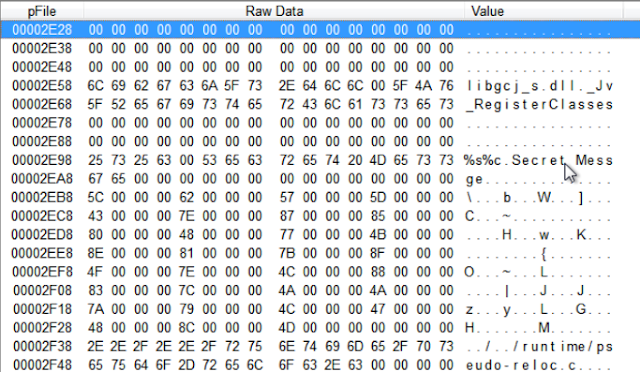 pFile Raw Data Value
00002E28 00 00 00 00 00 00 00 00 00 00 00 00 00 00 00 00 ................
00002E38 00 00 00 00 00 00 00 00 00 00 00 00 00 00 00 00 ................
00002E48 00 00 00 00 00 00 00 00 00 00 00 00 00 00 00 00 ................
00002E58 6C 69 62 67 63 6A 5F 73 2E 64 6C 6C 00 5F 4A 76 libgcj_s.dll._Jv
00002E68 5F 52 65 67 69 73 74 65 72 43 6C 61 73 73 65 73 _RegisterClasses
00002E78 00 00 00 00 00 00 00 00 00 00 00 00 00 00 00 00 ................
00002E88 00 00 00 00 00 00 00 00 00 00 00 00 00 00 00 00 ................
00002E98 25 73 25 63 00 53 65 63 72 65 74 20 4D 65 73 73 %s%c.Secret Mess
00002EA8 67 65 00 00 00 00 00 00 00 00 00 00 00 00 00 00 ge..............
00002EB8 5C 00 00 00 62 00 00 00 57 00 00 00 5D 00 00 00 \...b...W...]...
00002EC8 43 00 00 00 7E 00 00 00 87 00 00 00 85 00 00 00 C...~...........
00002ED8 80 00 00 00 48 00 00 00 77 00 00 00 4B 00 00 00 ....H...w...K...
00002EE8 8E 00 00 00 81 00 00 00 7B 00 00 00 8F 00 00 00 ........{.......
00002EF8 4F 00 00 00 7E 00 00 00 4C 00 00 00 88 00 00 00 O...~...L.......
00002F08 83 00 00 00 7C 00 00 00 4A 00 00 00 4A 00 00 00 ....|...J...J...
00002F18 7A 00 00 00 79 00 00 00 4C 00 00 00 47 00 00 00 z...y...L...G...
00002F28 48 00 00 00 8C 00 00 00 4D 00 00 00 00 00 00 00 H.......M.......
00002F38 2E 2E 2F 2E 2E 2F 72 75 6E 74 69 6D 65 2F 70 73 ../../runtime/ps
00002F48 65 75 64 6F 2D 72 65 6C 6F 63 2E 63 00 00 00 00 eudo-reloc.c....